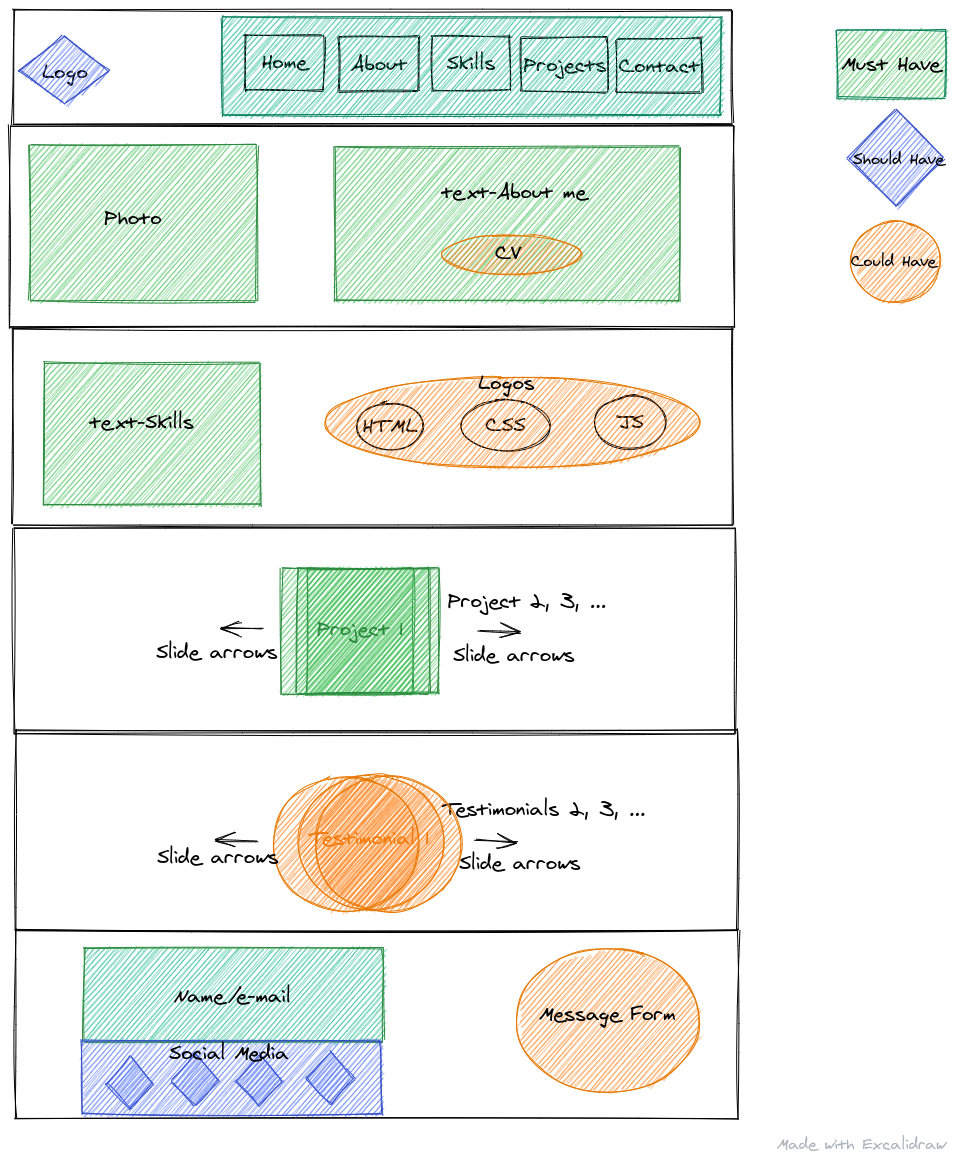 Logo
Home
About
Skills
Projects
Contact
Must Have
Should Have
Could Have
Photo
text-About me
CV
text-Skills
Logos
HTML
CSS
JS
Project 1
Project 2, 3, ...
Slide arrows
Slide arrows
Testimonial 1
Testimonials 2, 3, ...
Slide arrows
Slide arrows
Name/e-mail
Social Media
Message Form
Made with Excalidraw